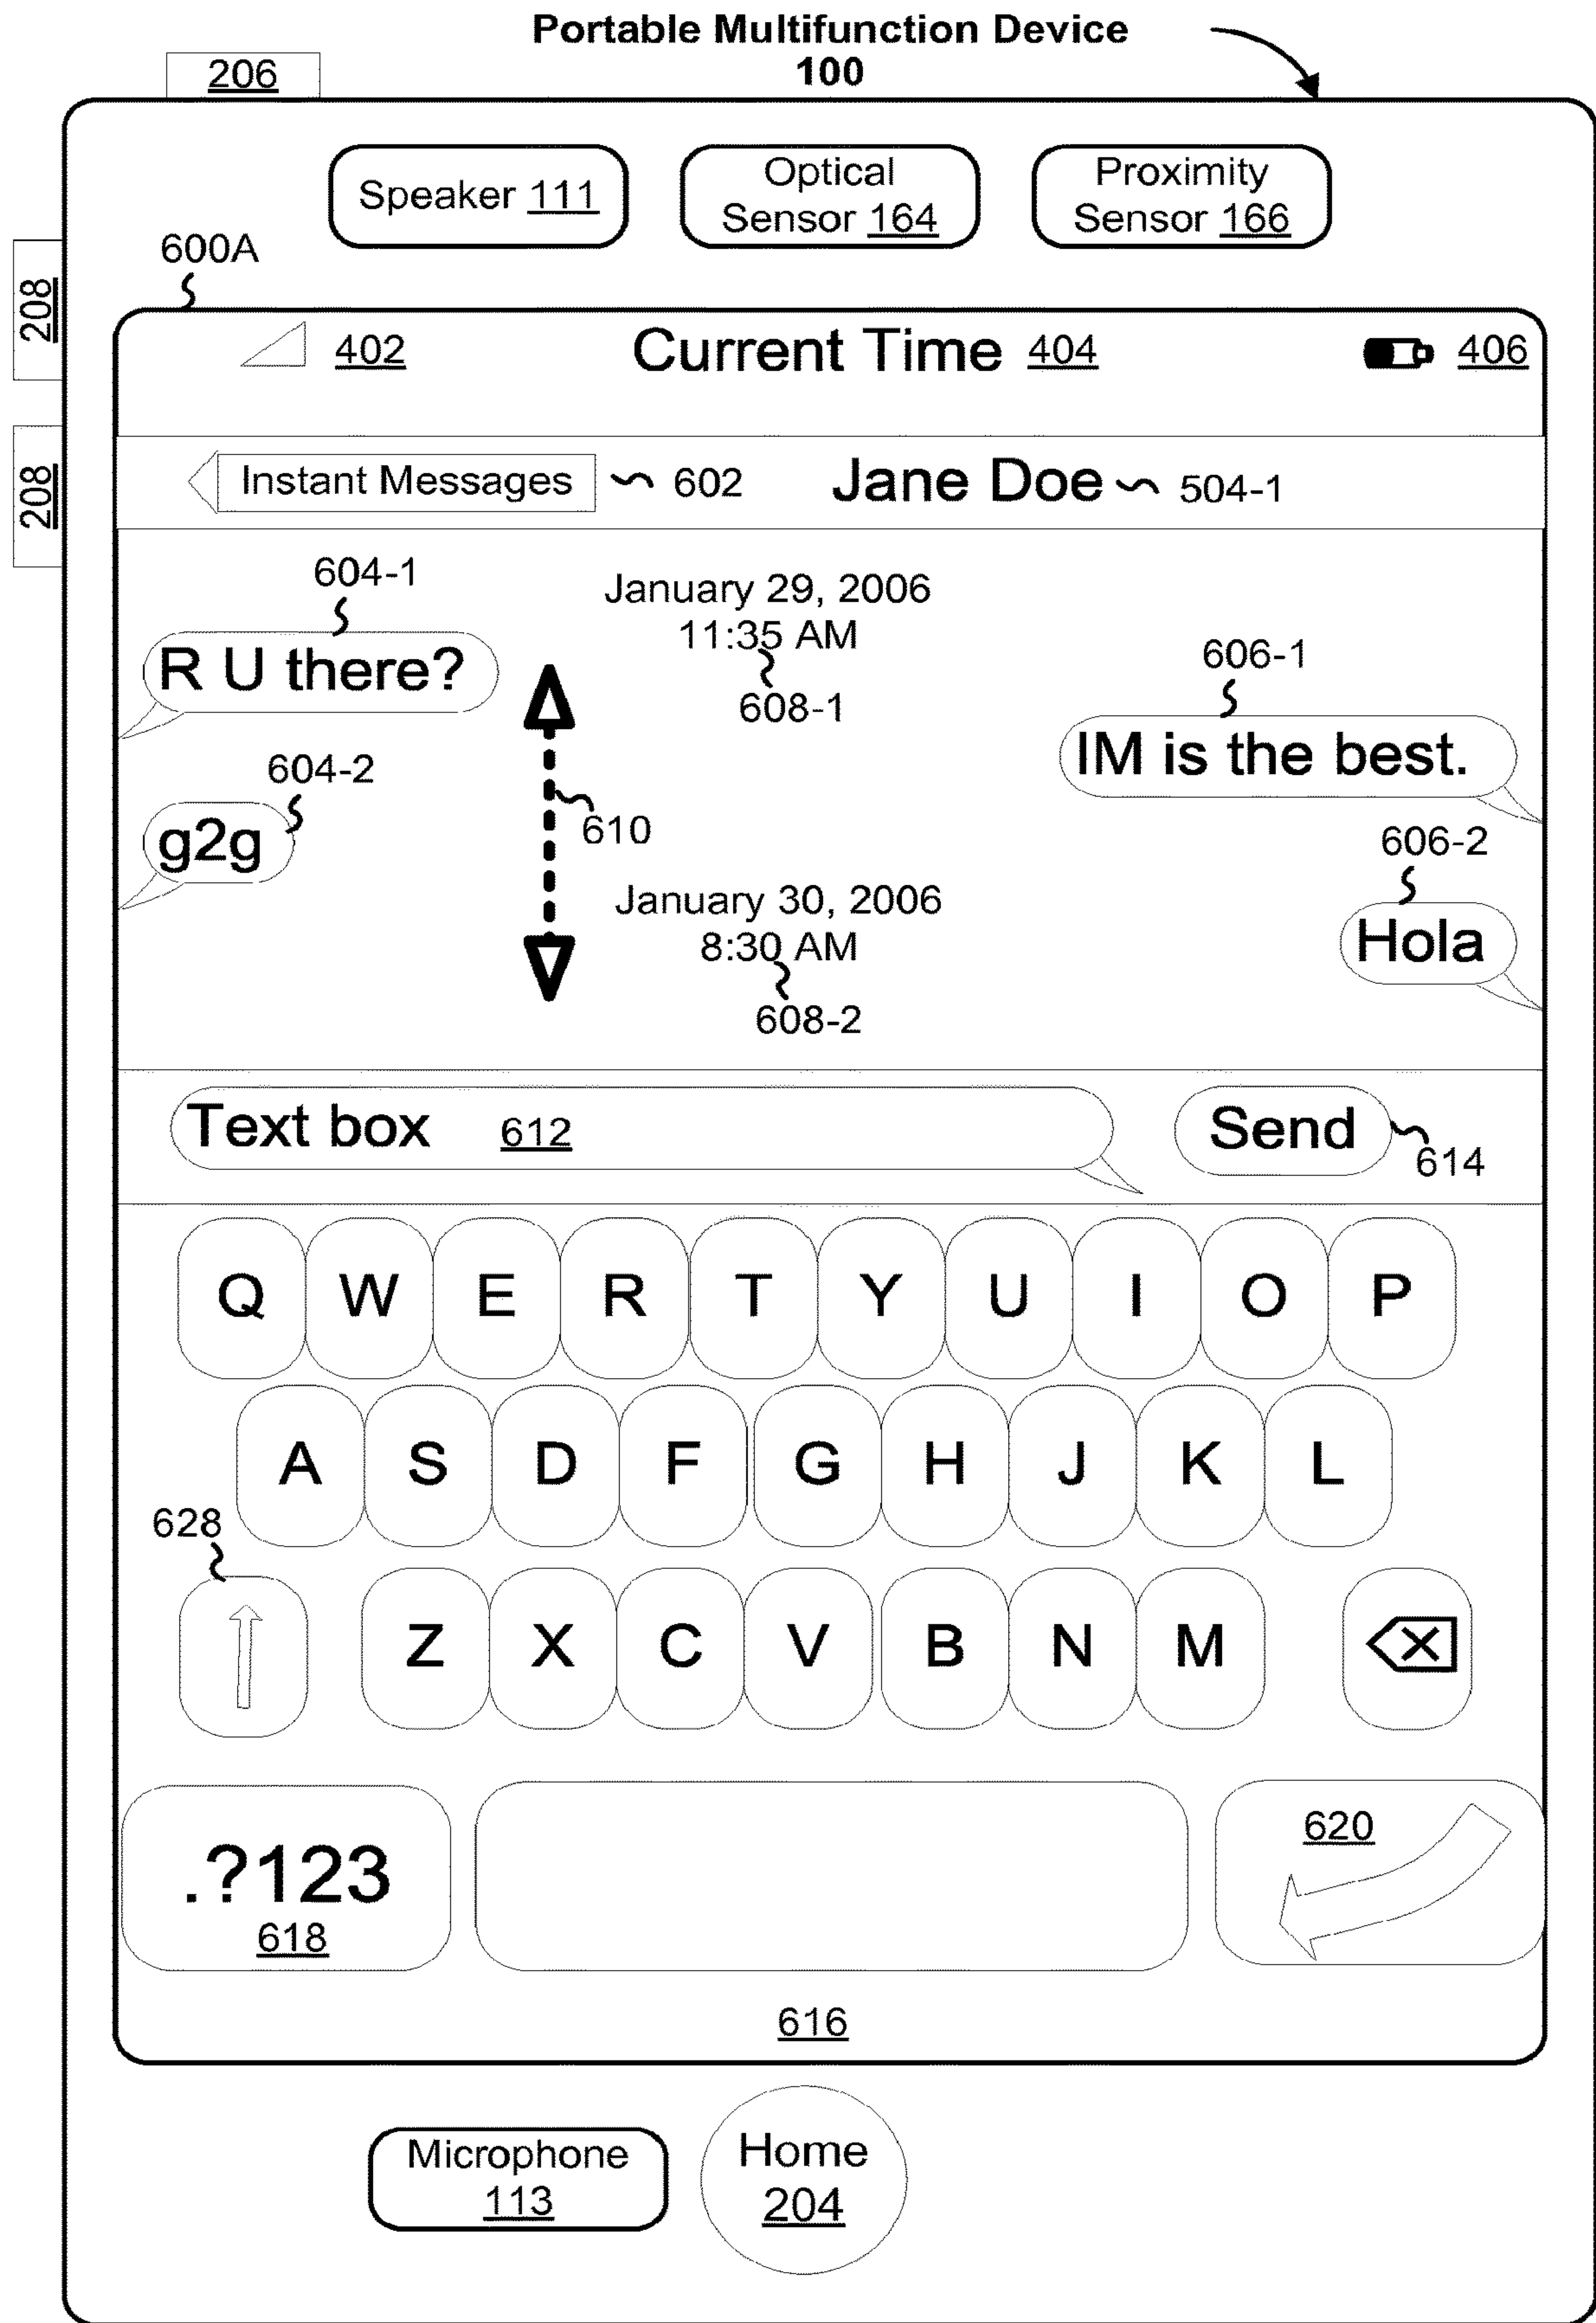 Portable Multifunction Device
100
206
Speaker 111
Optical
Sensor 164
Proximity
Sensor 166
600A
208
208
402
Current Time 404
406
Instant Messages
602
Jane Doe
504-1
604-1
R U there?
January 29, 2006
11:35 AM
608-1
606-1
IM is the best.
604-2
g2g
610
606-2
Hola
January 30, 2006
8:30 AM
608-2
Text box 612
Send
614
Q W E R T Y U I O P
A S D F G H J K L
628
Z X C V B N M
.?123
618
620
616
Microphone
113
Home
204